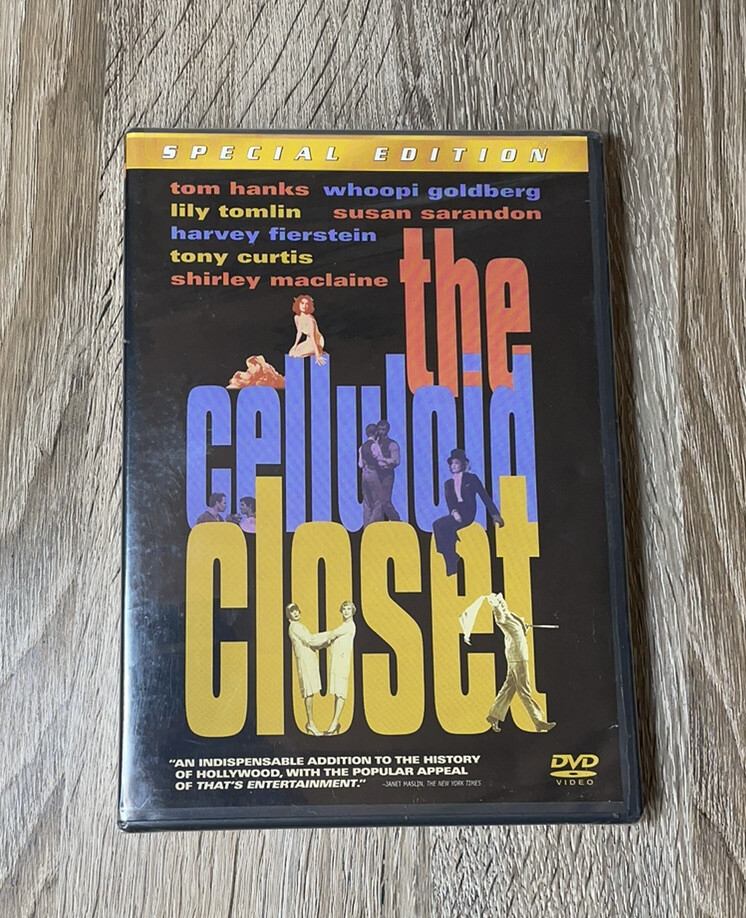 SPECIAL EDITION
tom hanks whoopi goldberg
lily tomlin susan sarandon
harvey fierstein
tony curtis
shirley maclaine
the
celluloid
closet
"AN INDISPENSABLE ADDITION TO THE HISTORY
OF HOLLYWOOD, WITH THE POPULAR APPEAL
OF THAT'S ENTERTAINMENT." –JANET MASLIN, THE NEW YORK TIMES
DVD
VIDEO